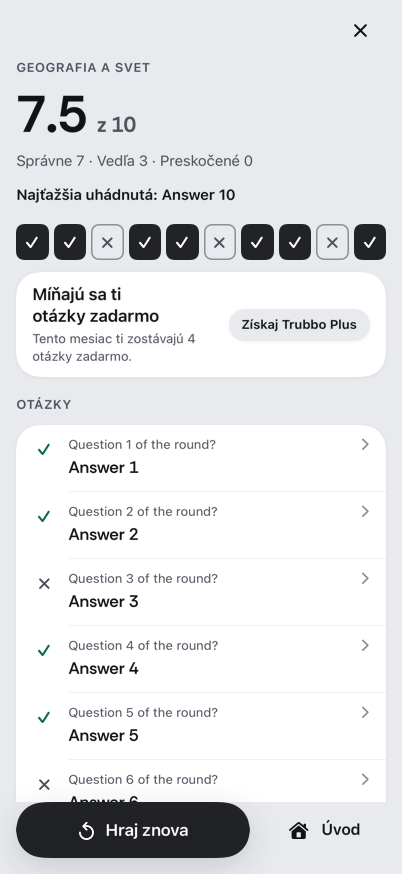 GEOGRAFIA A SVET
7.5 z 10
Správne 7 · Vedľa 3 · Preskočené 0
Najťažšia uhádnutá: Answer 10
Míňajú sa ti
otázky zadarmo
Tento mesiac ti zostávajú 4
otázky zadarmo.
Získaj Trubbo Plus
OTÁZKY
Question 1 of the round?
Answer 1
Question 2 of the round?
Answer 2
Question 3 of the round?
Answer 3
Question 4 of the round?
Answer 4
Question 5 of the round?
Answer 5
Question 6 of the round?
Answer 6
Hraj znova
Úvod